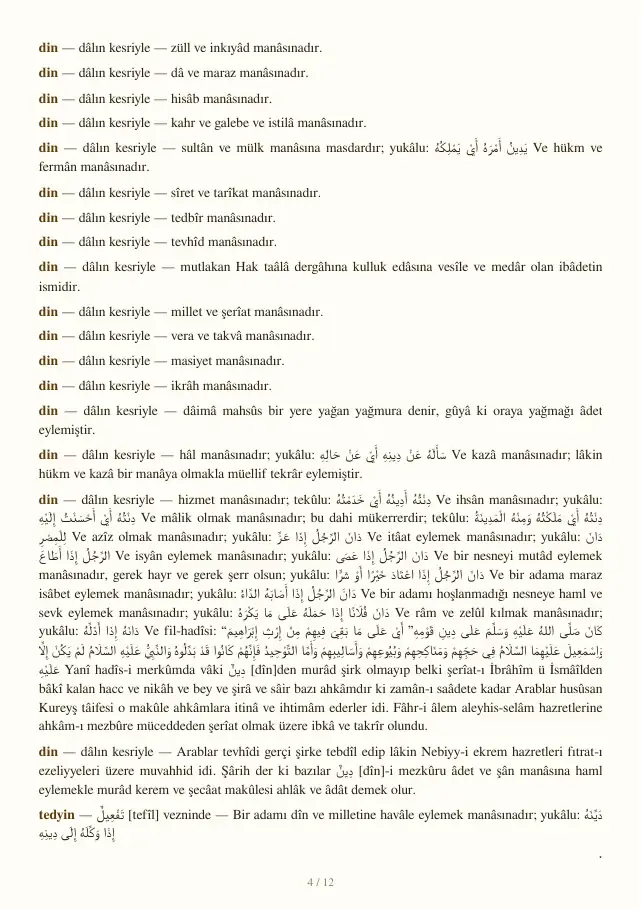 din — dâlın kesriyle — züll ve inkıyâd manâsınadır.
din — dâlın kesriyle — dâ ve maraz manâsınadır.
din — dâlın kesriyle — hisâb manâsınadır.
din — dâlın kesriyle — kahr ve galebe ve istilâ manâsınadır.
din — dâlın kesriyle — sultân ve mülk manâsına masdardır; yukâlu: يَدِينُ أَمْرَهُ أَيْ يَمْلِكُهُ Ve hükm ve
fermân manâsınadır.
din — dâlın kesriyle — sîret ve tarîkat manâsınadır.
din — dâlın kesriyle — tedbîr manâsınadır.
din — dâlın kesriyle — tevhîd manâsınadır.
din — dâlın kesriyle — mutlakan Hak taâlâ dergâhına kulluk edâsına vesîle ve medâr olan ibâdetin
ismidir.
din — dâlın kesriyle — millet ve şerîat manâsınadır.
din — dâlın kesriyle — vera ve takvâ manâsınadır.
din — dâlın kesriyle — masiyet manâsınadır.
din — dâlın kesriyle — ikrâh manâsınadır.
din — dâlın kesriyle — dâimâ mahsûs bir yere yağan yağmura denir, gûyâ ki oraya yağmağı âdet
eylemiştir.
din — dâlın kesriyle — hâl manâsınadır; yukâlu: سَأَلَهُ عَنْ دِينِهِ أَيْ عَنْ حَالِهِ Ve kazâ manâsınadır; lâkin
hükm ve kazâ bir manâya olmakla müellif tekrâr eylemiştir.
din — dâlın kesriyle — hizmet manâsınadır; tekûlu: دِنْتُهُ أَدِينُهُ أَيْ خَدَمْتُهُ Ve ihsân manâsınadır; yukâlu:
دِنْتُهُ أَيْ أَحْسَنْتُ إِلَيْهِ Ve mâlik olmak manâsınadır; bu dahi mükerrerdir; tekûlu: دِنْتُهُ أَيْ مَلَكْتُهُ وَمِنْهُ الْمَدِينَةُ
لِلْمِصْرِ Ve azîz olmak manâsınadır; yukâlu: دَانَ الرَّجُلُ إِذَا عَزَّ Ve itâat eylemek manâsınadır; yukâlu: دَانَ
الرَّجُلُ إِذَا أَطَاعَ Ve isyân eylemek manâsınadır; yukâlu: دَانَ الرَّجُلُ إِذَا عَصَى Ve bir nesneyi mutâd eylemek
manâsınadır, gerek hayr ve gerek şerr olsun; yukâlu: دَانَ الرَّجُلُ إِذَا اعْتَادَ خَيْرًا أَوْ شَرًّا Ve bir adama maraz
isâbet eylemek manâsınadır; yukâlu: دَانَ الرَّجُلُ إِذَا أَصَابَهُ الدَّاءُ Ve bir adamı hoşlanmadığı nesneye haml ve
sevk eylemek manâsınadır; yukâlu: دَانَ فُلَانًا إِذَا حَمَلَهُ عَلَى مَا يَكْرَهُ Ve râm ve zelûl kılmak manâsınadır;
yukâlu: دَانَهُ إِذَا أَذَلَّهُ Ve fil-hadîsi: “كَانَ صَلَّى اللهُ عَلَيْهِ وَسَلَّمَ عَلَى دِينِ قَوْمِهِ” أَيْ عَلَى مَا بَقِيَ فِيهِمْ مِنْ إِرْثِ إِبْرَاهِيمَ
وَإِسْمَعِيلَ عَلَيْهِمَا السَّلَامُ فِي حَجِّهِمْ وَمَنَاكِحِهِمْ وَبُيُوعِهِمْ وَأَسَالِيبِهِمْ وَأَمَّا التَّوْحِيدُ فَإِنَّهُمْ كَانُوا قَدْ بَدَّلُوهُ وَالنَّبِيُّ عَلَيْهِ السَّلَامُ لَمْ يَكُنْ إِلَّا
عَلَيْهِ Yanî hadîs-i merkûmda vâki دِينٌ [dîn]den murâd şirk olmayıp belki şerîat-ı İbrâhîm ü İsmâîlden
bâkî kalan hacc ve nikâh ve bey ve şirâ ve sâir bazı ahkâmdır ki zamân-ı saâdete kadar Arablar husûsan
Kureyş tâifesi o makûle ahkâmlara itinâ ve ihtimâm ederler idi. Fâhr-i âlem aleyhis-selâm hazretlerine
ahkâm-ı mezbûre müceddeden şerîat olmak üzere ibkâ ve takrîr olundu.
din — dâlın kesriyle — Arablar tevhîdi gerçi şirke tebdîl edip lâkin Nebiyy-i ekrem hazretleri fıtrat-ı
ezeliyyeleri üzere muvahhid idi. Şârih der ki bazılar دِينٌ [dîn]-i mezkûru âdet ve şân manâsına haml
eylemekle murâd kerem ve şecâat makûlesi ahlâk ve âdât demek olur.
tedyin — تَفْعِيلٌ [tefîl] vezninde — Bir adamı dîn ve milletine havâle eylemek manâsınadır; yukâlu: دَيَّنَهُ
إِذَا وَكَّلَهُ إِلَى دِينِهِ
.
4 / 12